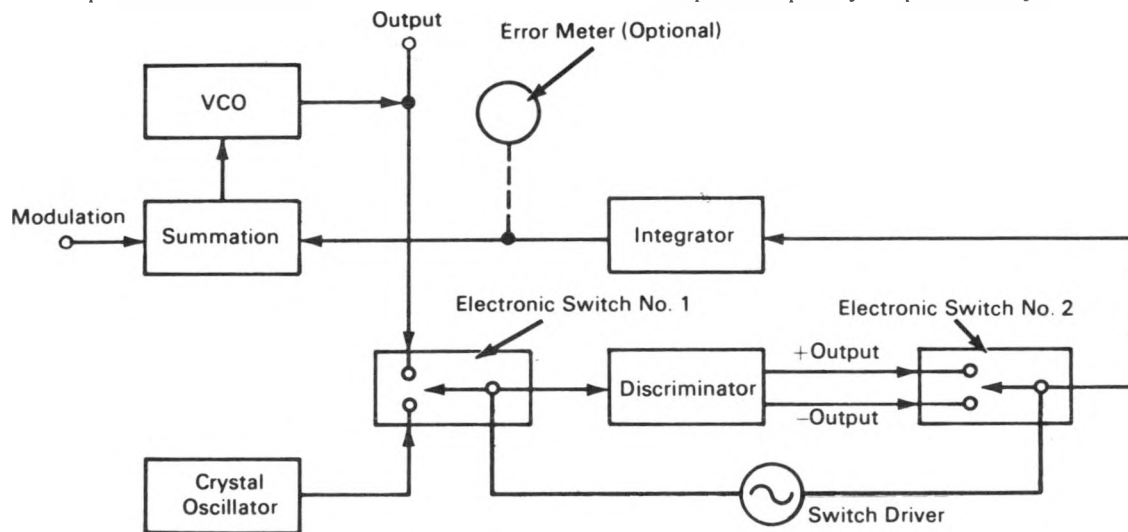 Output
Error Meter (Optional)
VCO
Modulation
Summation
Integrator
Electronic Switch No. 1
Electronic Switch No. 2
+Output
Discriminator
−Output
Crystal
Oscillator
Switch Driver